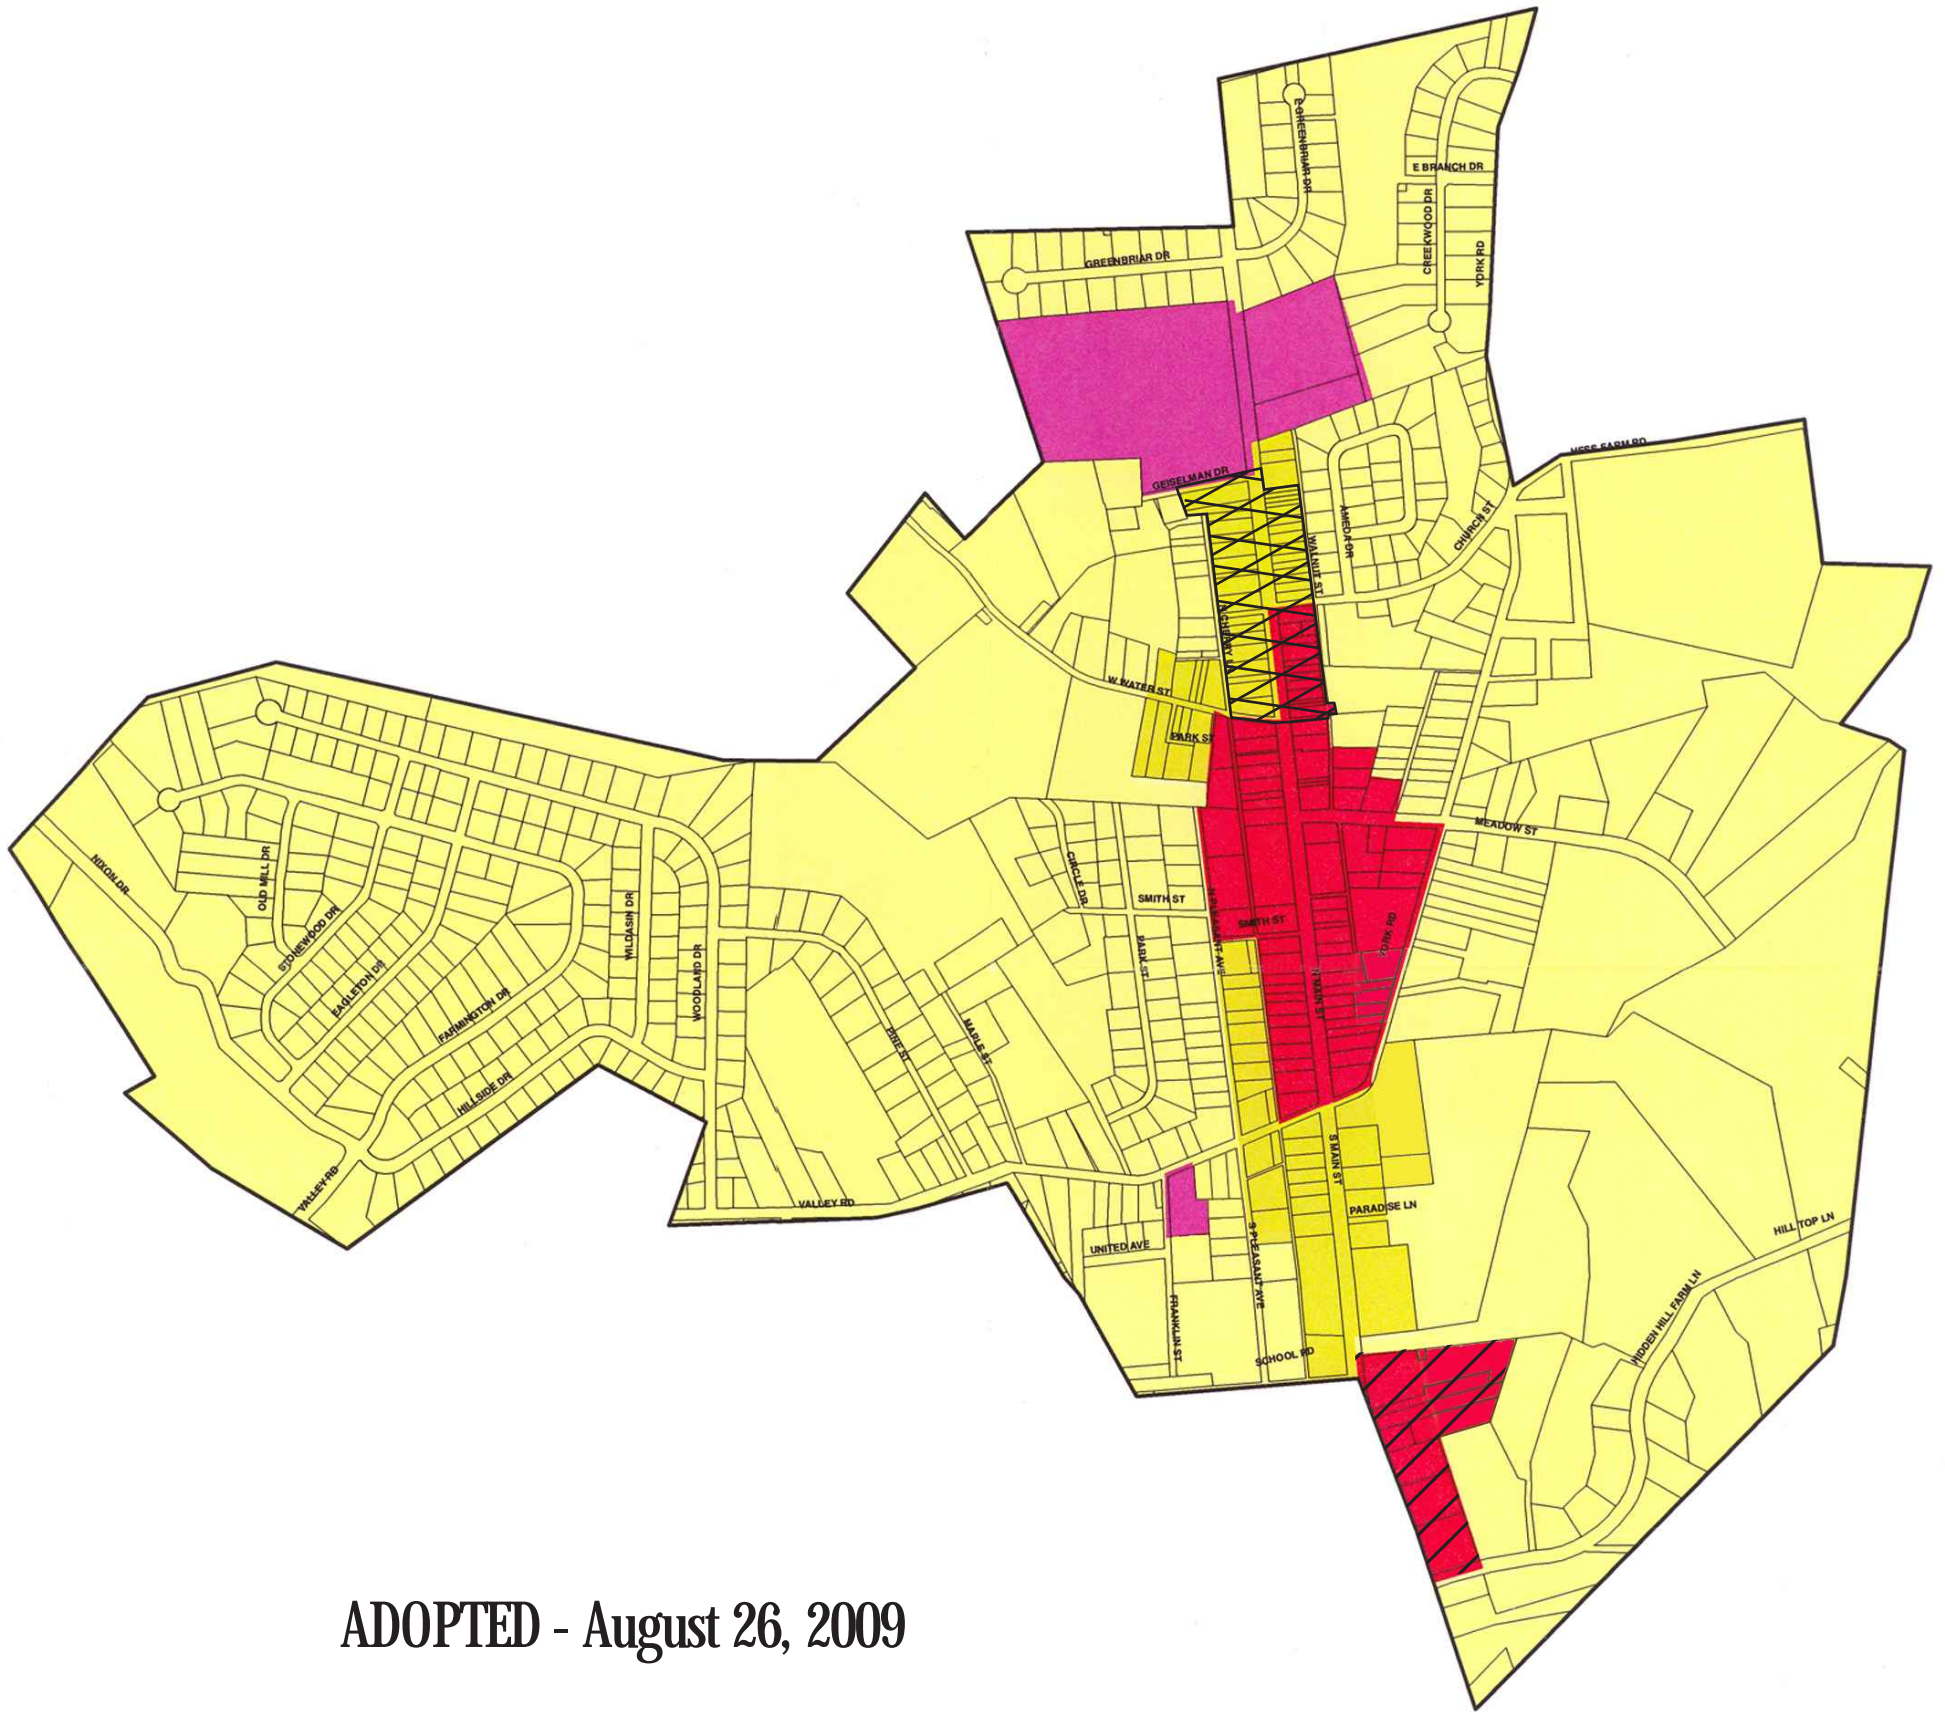 E GREENBRIAR DR
E BRANCH DR
CREEKWOOD DR
YORK RD
GREENBRIAR DR
HESS FARM RD
GEISELMAN DR
AMEDA DR
CHURCH ST
WALNUT ST
W WATER ST
PARK ST
MEADOW ST
NIXON DR
OLD MILL DR
CIRCLE DR
SMITH ST
N PLEASANT AVE
SMITH ST
YORK RD
STONEWOOD DR
WILDASIN DR
PARK ST
EAGLETON DR
WOODLAND DR
N MAIN ST
FARMINGTON DR
PINE ST
MAPLE ST
HILLSIDE DR
S MAIN ST
VALLEY RD
VALLEY RD
PARADISE LN
HILL TOP LN
UNITED AVE
S PLEASANT AVE
FRANKLIN ST
HIDDEN HILL FARM LN
SCHOOL RD
ADOPTED - August 26, 2009